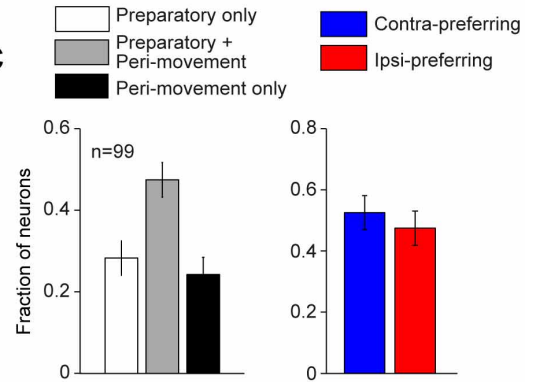 Preparatory only
Preparatory +
Peri-movement
Peri-movement only
Contra-preferring
Ipsi-preferring
Fraction of neurons
0.6
0.4
0.2
0
n=99
0.8
0.6
0.4
0.2
0